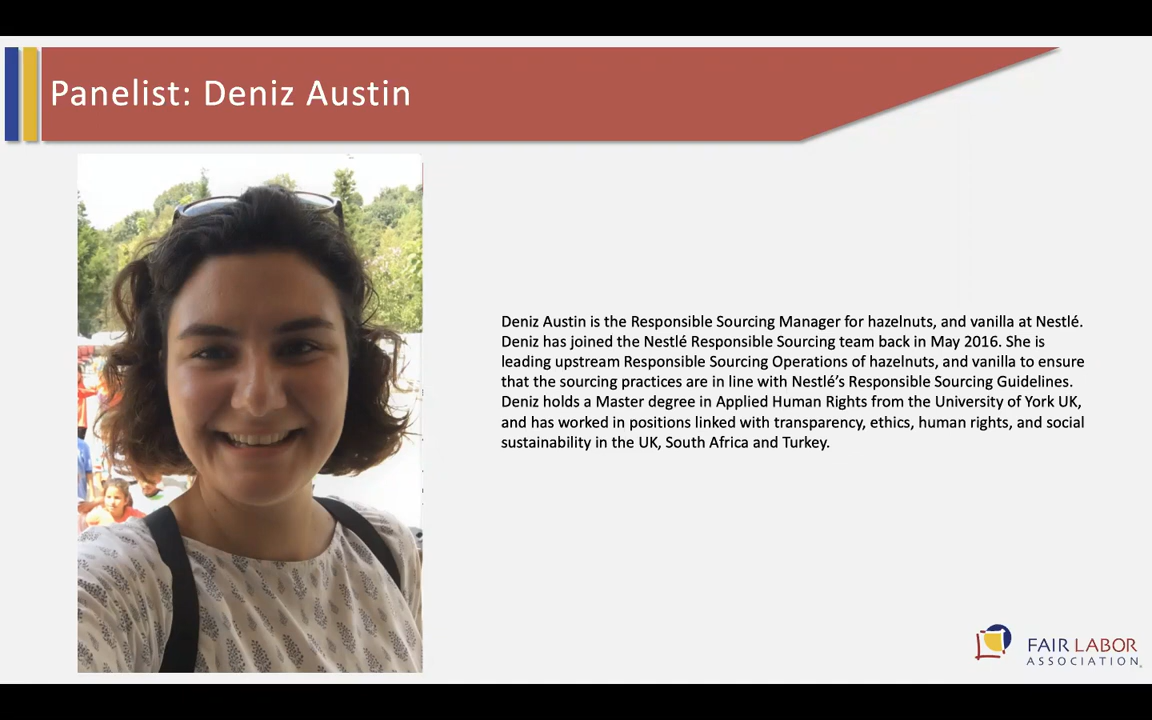 Panelist: Deniz Austin
Deniz Austin is the Responsible Sourcing Manager for hazelnuts, and vanilla at Nestlé.
Deniz has joined the Nestlé Responsible Sourcing team back in May 2016. She is
leading upstream Responsible Sourcing Operations of hazelnuts, and vanilla to ensure
that the sourcing practices are in line with Nestlé’s Responsible Sourcing Guidelines.
Deniz holds a Master degree in Applied Human Rights from the University of York UK,
and has worked in positions linked with transparency, ethics, human rights, and social
sustainability in the UK, South Africa and Turkey.
FAIR LABOR
ASSOCIATION